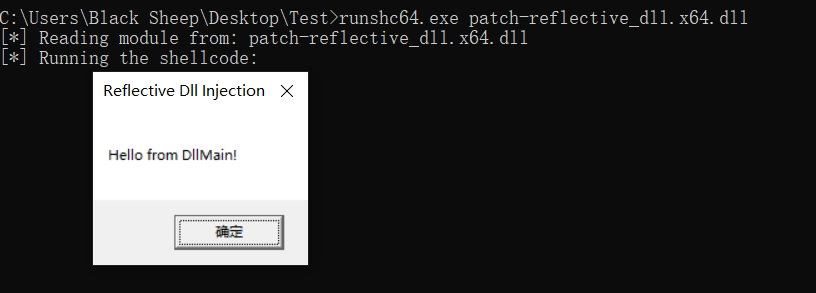 C:\Users\Black Sheep\Desktop\Test>runshc64.exe patch-reflective_dll.x64.dll
[*] Reading module from: patch-reflective_dll.x64.dll
[*] Running the shellcode:
Reflective Dll Injection
Hello from DllMain!
确定